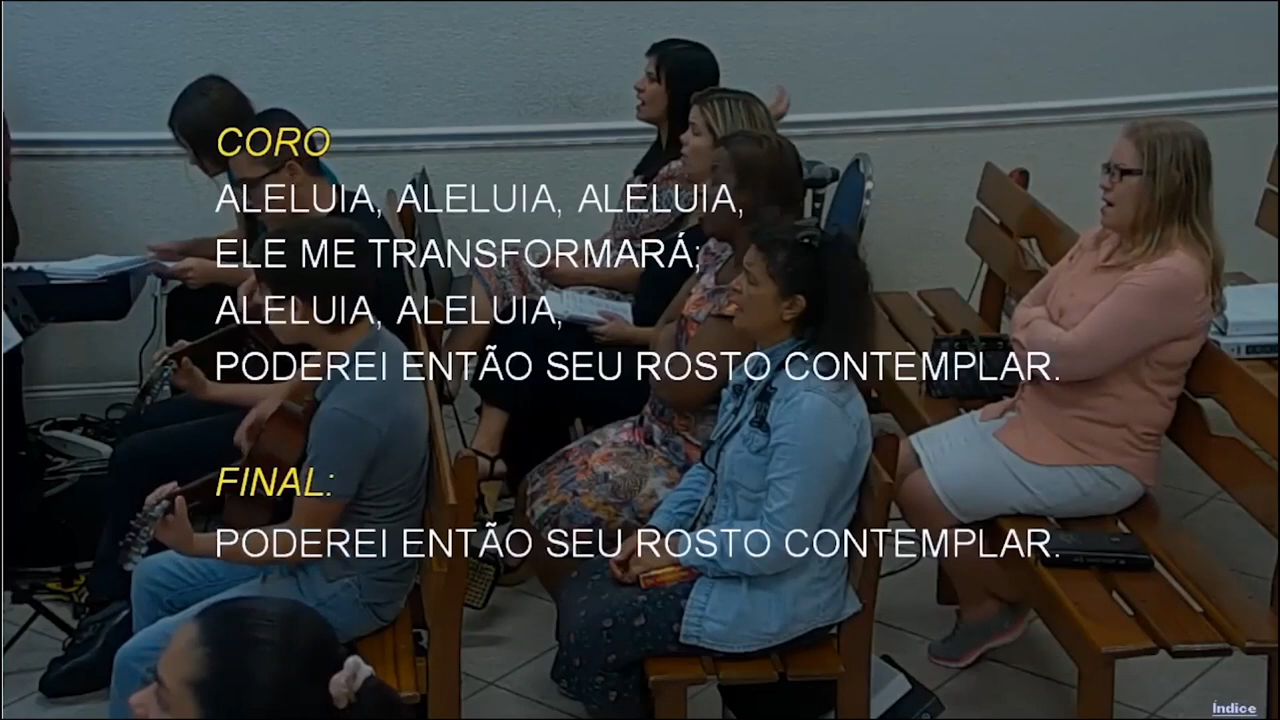 CORO
ALELUIA, ALELUIA, ALELUIA,
ELE ME TRANSFORMARÁ;
ALELUIA, ALELUIA,
PODEREI ENTÃO SEU ROSTO CONTEMPLAR.
FINAL:
PODEREI ENTÃO SEU ROSTO CONTEMPLAR.
Índice